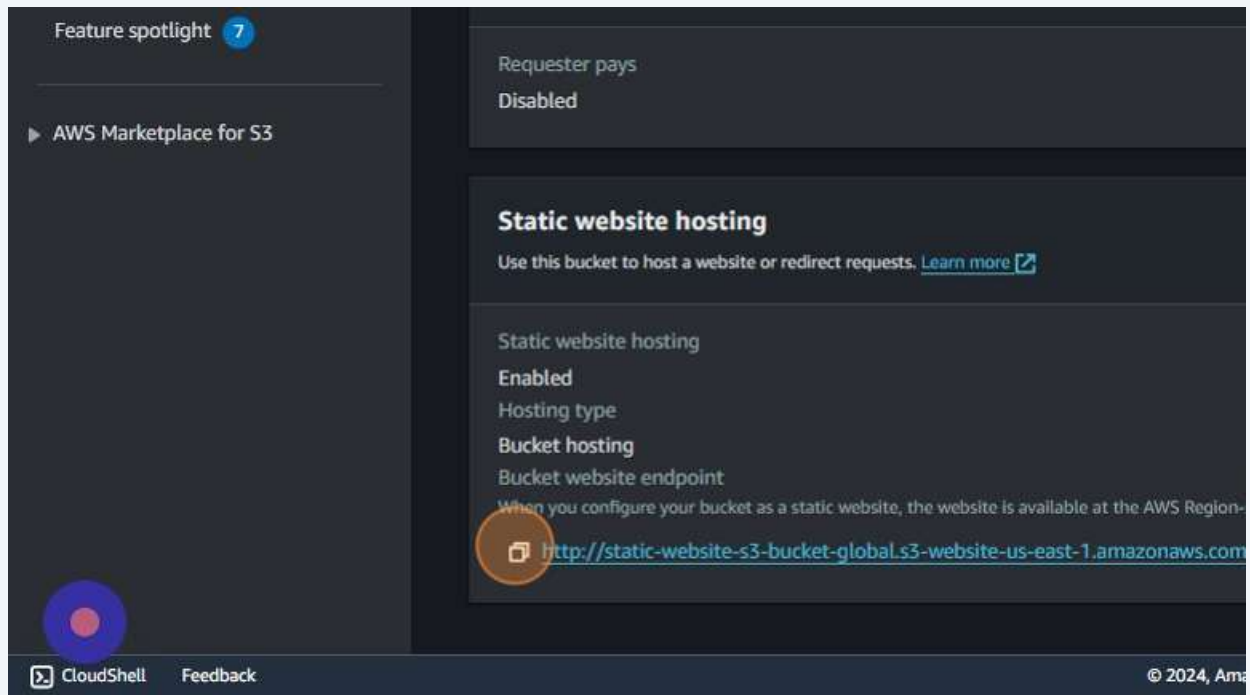 Feature spotlight 7
AWS Marketplace for S3
Requester pays
Disabled
Static website hosting
Use this bucket to host a website or redirect requests. Learn more
Static website hosting
Enabled
Hosting type
Bucket hosting
Bucket website endpoint
When you configure your bucket as a static website, the website is available at the AWS Region-
http://static-website-s3-bucket-global.s3-website-us-east-1.amazonaws.com
CloudShell Feedback © 2024, Ama